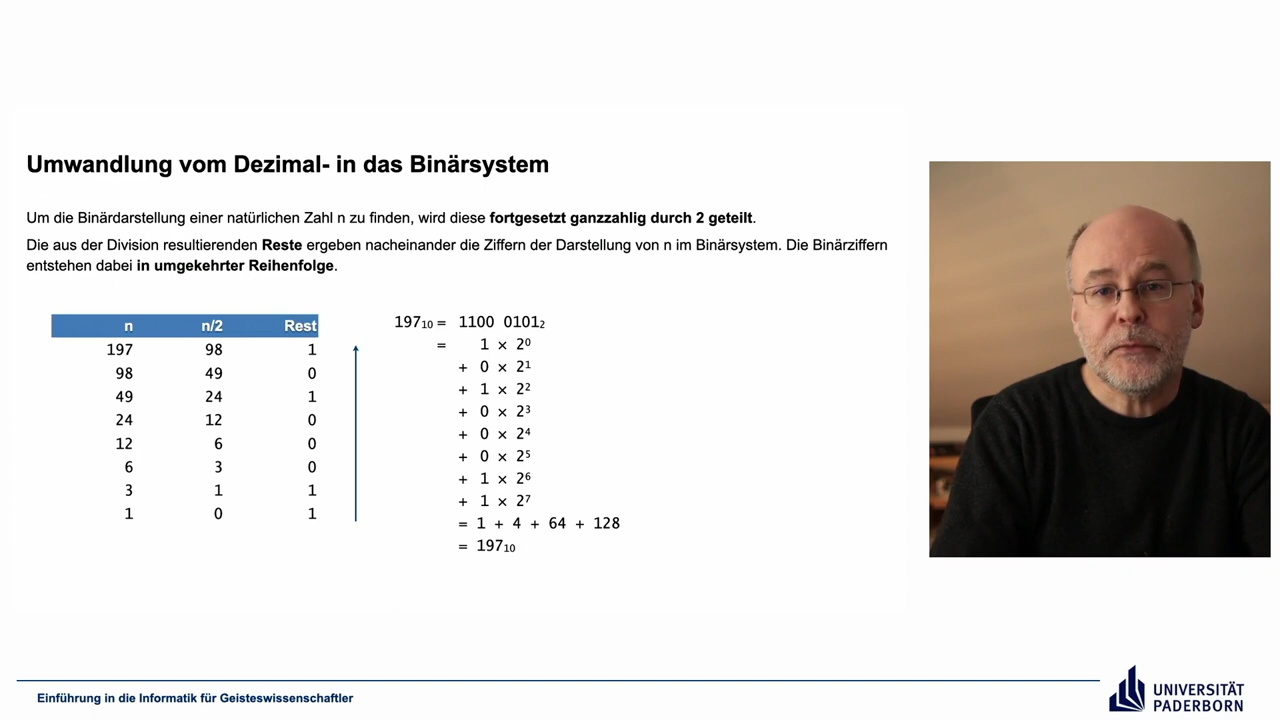 Umwandlung vom Dezimal- in das Binärsystem
Um die Binärdarstellung einer natürlichen Zahl n zu finden, wird diese fortgesetzt ganzzahlig durch 2 geteilt.
Die aus der Division resultierenden Reste ergeben nacheinander die Ziffern der Darstellung von n im Binärsystem. Die Binärziffern
entstehen dabei in umgekehrter Reihenfolge.
n n/2 Rest
197 98 1
98 49 0
49 24 1
24 12 0
12 6 0
6 3 0
3 1 1
1 0 1
197₁₀ = 1100 0101₂
= 1 × 2⁰
+ 0 × 2¹
+ 1 × 2²
+ 0 × 2³
+ 0 × 2⁴
+ 0 × 2⁵
+ 1 × 2⁶
+ 1 × 2⁷
= 1 + 4 + 64 + 128
= 197₁₀
Einführung in die Informatik für Geisteswissenschaftler
UNIVERSITÄT
PADERBORN